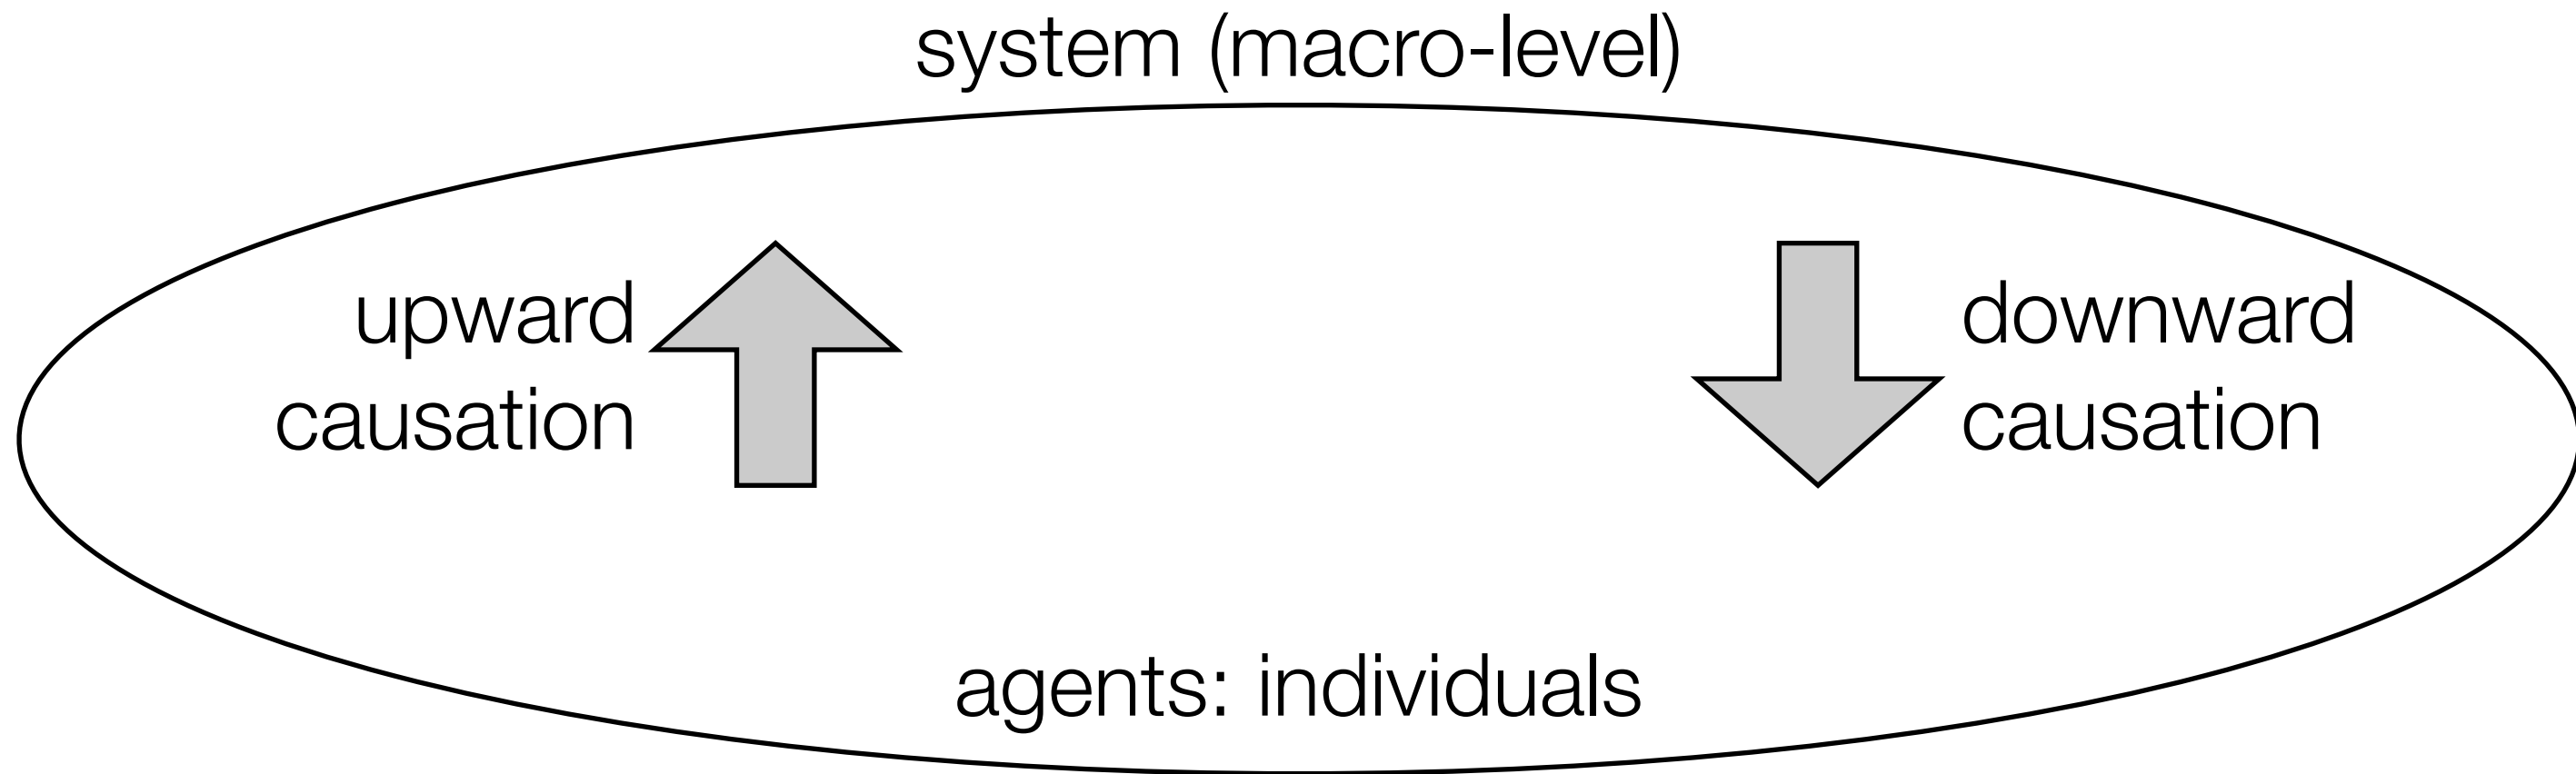 system (macro-level)
upward
causation
downward
causation
agents: individuals